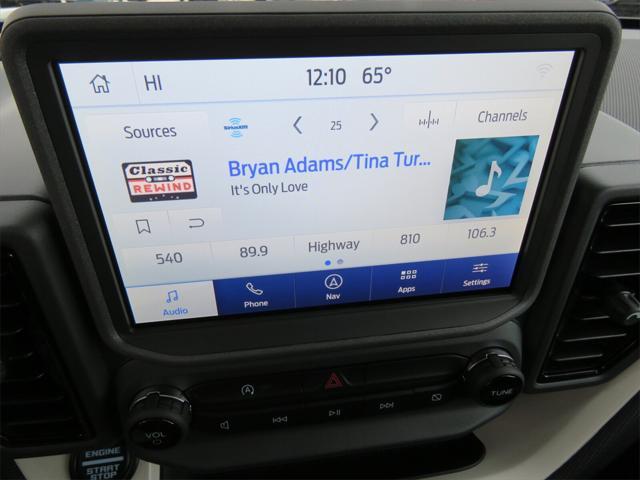 HI 12:10 65°
Sources SiriusXM 25 Channels
Classic
REWIND
Bryan Adams/Tina Tur...
It's Only Love
540 89.9 Highway 810 106.3
Audio Phone Nav Apps Settings
VOL TUNE
ENGINE
START
STOP